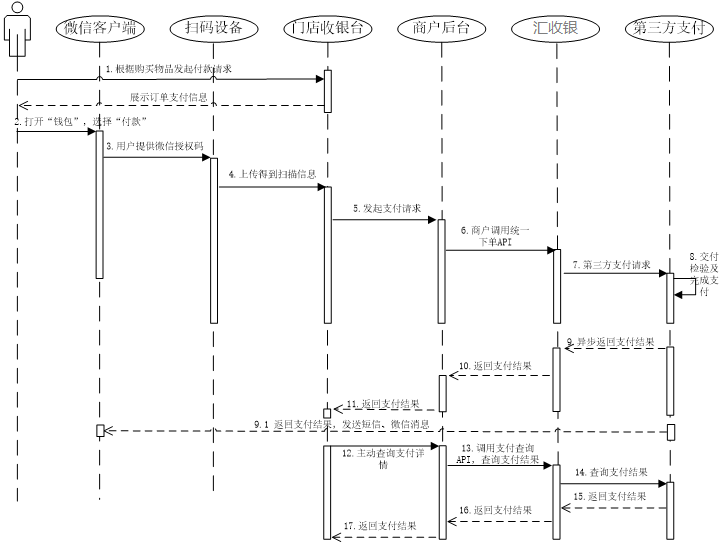 微信客户端
扫码设备
门店收银台
商户后台
汇收银
第三方支付
1.根据购买物品发起付款请求
展示订单支付信息
2.打开“钱包”，选择“付款”
3.用户提供微信授权码
4.上传得到扫描信息
5.发起支付请求
6.商户调用统一
下单API
7.第三方支付请求
8.交付
检验及
完成支
付
9.异步返回支付结果
10.返回支付结果
11.返回支付结果
9.1 返回支付结果，发送短信、微信消息
12.主动查询支付详
情
13.调用支付查询
API，查询支付结果
14.查询支付结果
15.返回支付结果
16.返回支付结果
17.返回支付结果